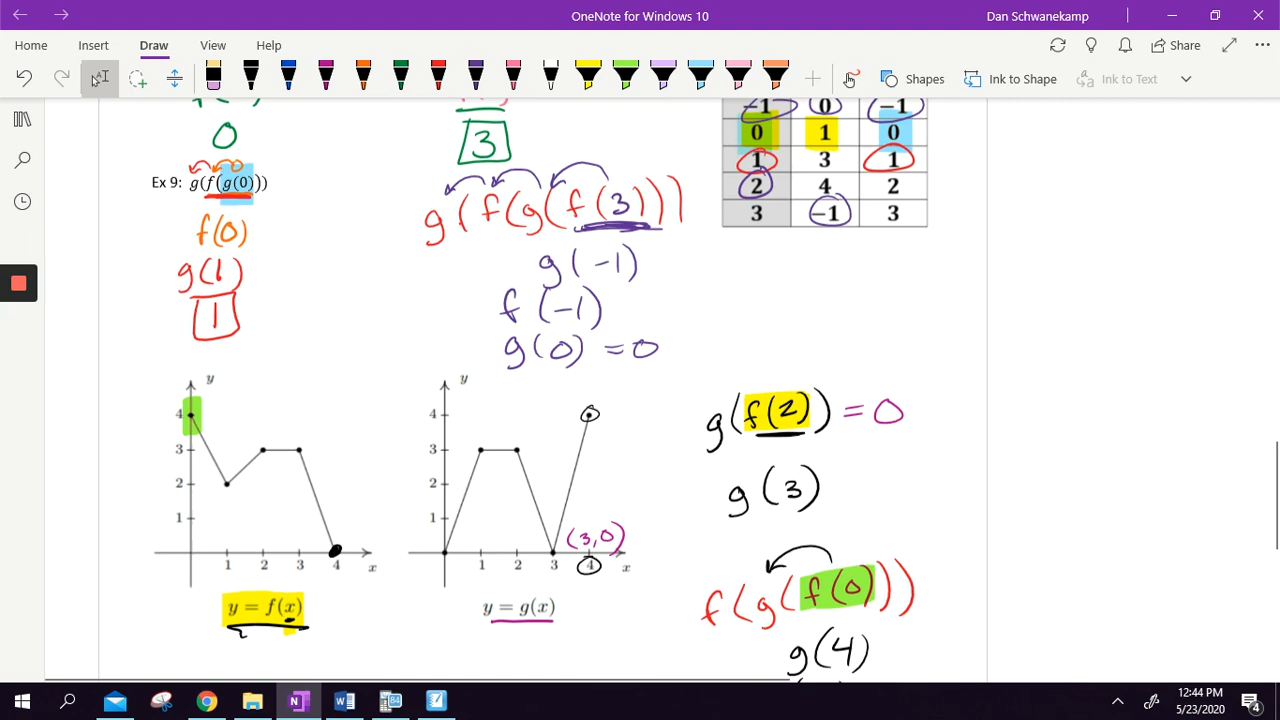 OneNote for Windows 10
Dan Schwanekamp
Home Insert Draw View Help
Share
Shapes
Ink to Shape
Ink to Text
0
3
Ex 9: g(f(g(0)))
f(0)
g(1)
1
g(f(g(f(3))))
g(-1)
f(-1)
g(0) = 0
−1 0 −1
0 1 0
1 3 1
2 4 2
3 −1 3
y
4
3
2
1
1 2 3 4 x
y = f(x)
y
4
3
2
1
(3,0)
1 2 3 4 x
y = g(x)
g(f(2)) = 0
g(3)
f(g(f(0)))
g(4)
12:44 PM
5/23/2020
4